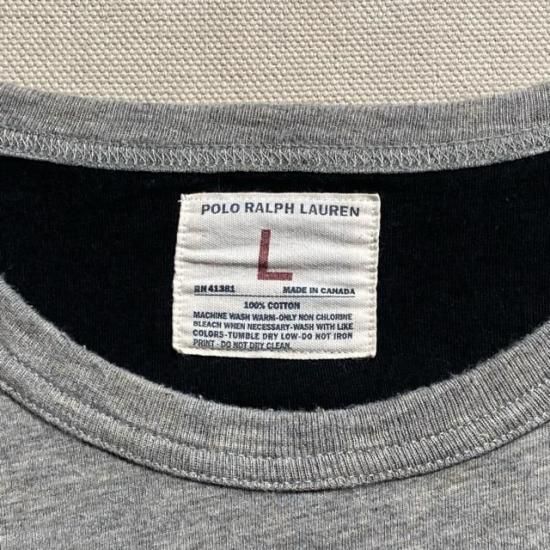 POLO RALPH LAUREN
L
RN 41381 MADE IN CANADA
100% COTTON
MACHINE WASH WARM-ONLY NON CHLORINE
BLEACH WHEN NECESSARY-WASH WITH LIKE
COLORS-TUMBLE DRY LOW-DO NOT IRON
PRINT-DO NOT DRY CLEAN.